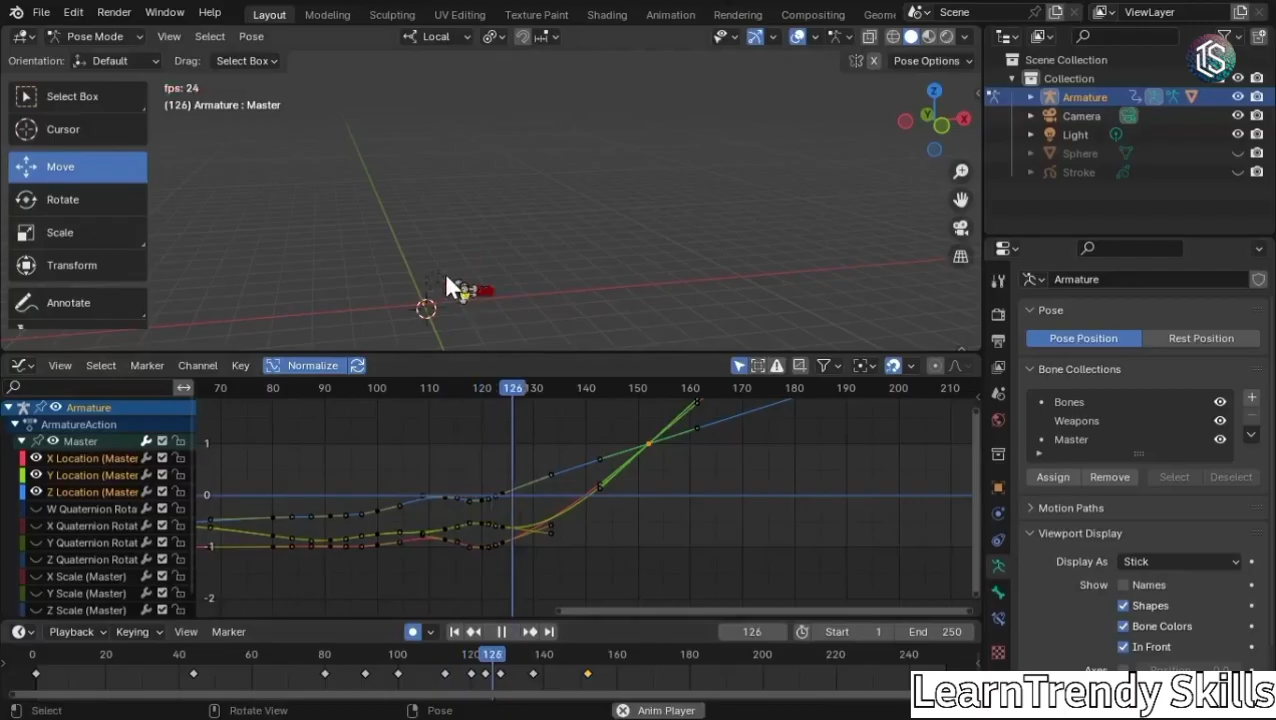 File Edit Render Window Help Layout Modeling Sculpting UV Editing Texture Paint Shading Animation Rendering Compositing Geome Scene ViewLayer
Pose Mode View Select Pose Local
Orientation: Default Drag: Select Box X Pose Options
Select Box
Cursor
Move
Rotate
Scale
Transform
Annotate
fps: 24
(126) Armature : Master
Z
Y
X
TS
Scene Collection
Collection
Armature
Camera
Light
Sphere
Stroke
Armature
Pose
Pose Position Rest Position
Bone Collections
Bones
Weapons
Master
Assign Remove Select Deselect
Motion Paths
Viewport Display
Display As Stick
Show Names
Shapes
Bone Colors
In Front
View Select Marker Channel Key Normalize
70 80 90 100 110 120 126 130 140 150 160 170 180 190 200 210
Armature
ArmatureAction
Master
X Location (Master
Y Location (Master
Z Location (Master
W Quaternion Rotat
X Quaternion Rotat
Y Quaternion Rotat
Z Quaternion Rotat
X Scale (Master)
Y Scale (Master)
Z Scale (Master)
1
0
-1
-2
Playback Keying View Marker 126 Start 1 End 250
0 20 40 60 80 100 120 126 140 160 180 200 220 240
Select Rotate View Pose Anim Player
LearnTrendy Skills